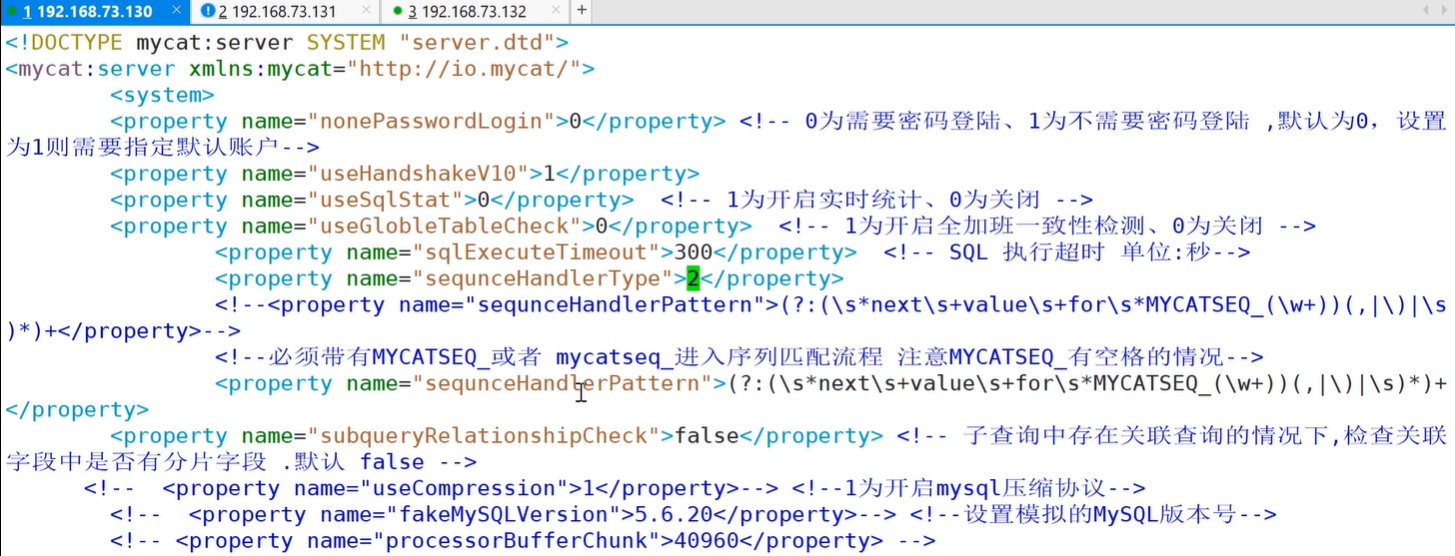 1 192.168.73.130 × 2 192.168.73.131 × 3 192.168.73.132 × +
<!DOCTYPE mycat:server SYSTEM "server.dtd">
<mycat:server xmlns:mycat="http://io.mycat/">
<system>
<property name="nonePasswordLogin">0</property> <!-- 0为需要密码登陆、1为不需要密码登陆 ,默认为0，设置
为1则需要指定默认账户-->
<property name="useHandshakeV10">1</property>
<property name="useSqlStat">0</property>  <!-- 1为开启实时统计、0为关闭 -->
<property name="useGlobleTableCheck">0</property>  <!-- 1为开启全加班一致性检测、0为关闭 -->
<property name="sqlExecuteTimeout">300</property>  <!-- SQL 执行超时 单位:秒-->
<property name="sequnceHandlerType">2</property>
<!--<property name="sequnceHandlerPattern">(?:(\s*next\s+value\s+for\s*MYCATSEQ_(\w+))(,|\)|\s
)*)+</property>-->
<!--必须带有MYCATSEQ_或者 mycatseq_进入序列匹配流程 注意MYCATSEQ_有空格的情况-->
<property name="sequnceHandlerPattern">(?:(\s*next\s+value\s+for\s*MYCATSEQ_(\w+))(,|\)|\s)*)+
</property>
<property name="subqueryRelationshipCheck">false</property> <!-- 子查询中存在关联查询的情况下,检查关联
字段中是否有分片字段 .默认 false -->
<!--  <property name="useCompression">1</property>--> <!--1为开启mysql压缩协议-->
<!--  <property name="fakeMySQLVersion">5.6.20</property>--> <!--设置模拟的MySQL版本号-->
<!-- <property name="processorBufferChunk">40960</property> -->